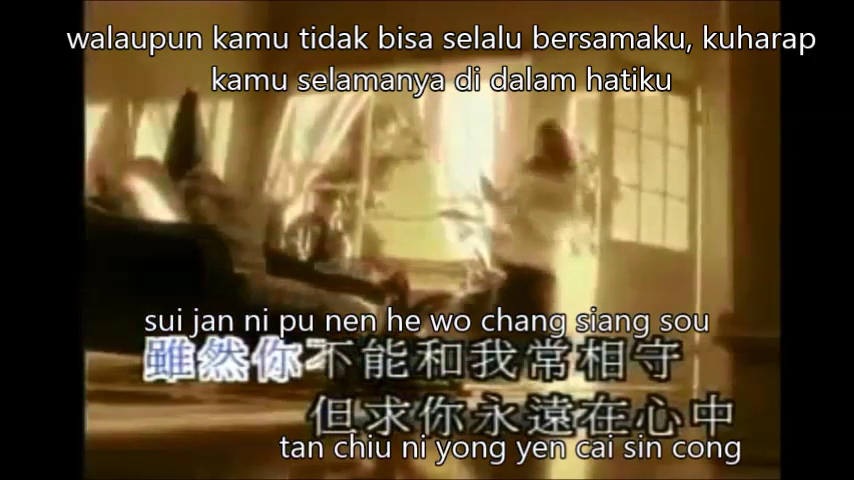 walaupun kamu tidak bisa selalu bersamaku, kuharap
kamu selamanya di dalam hatiku
sui jan ni pu nen he wo chang siang sou
雖然你不能和我常相守
但求你永遠在心中
tan chiu ni yong yen cai sin cong